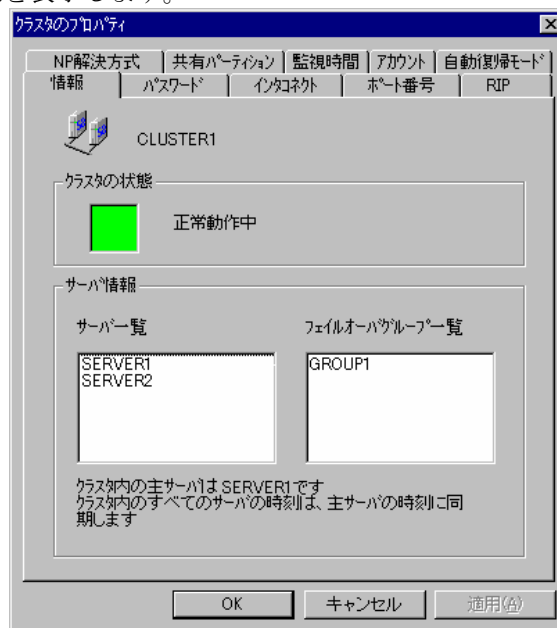 を表示します。
クラスタのプロパティ
NP解決方式 共有パーティション 監視時間 アカウント 自動復帰モード
情報 パスワード インタコネクト ポート番号 RIP
CLUSTER1
クラスタの状態
正常動作中
サーバ情報
サーバ一覧 フェイルオーバグループ一覧
SERVER1 GROUP1
SERVER2
クラスタ内の主サーバは SERVER1です
クラスタ内のすべてのサーバの時刻は、主サーバの時刻に同
期します
OK キャンセル 適用(A)